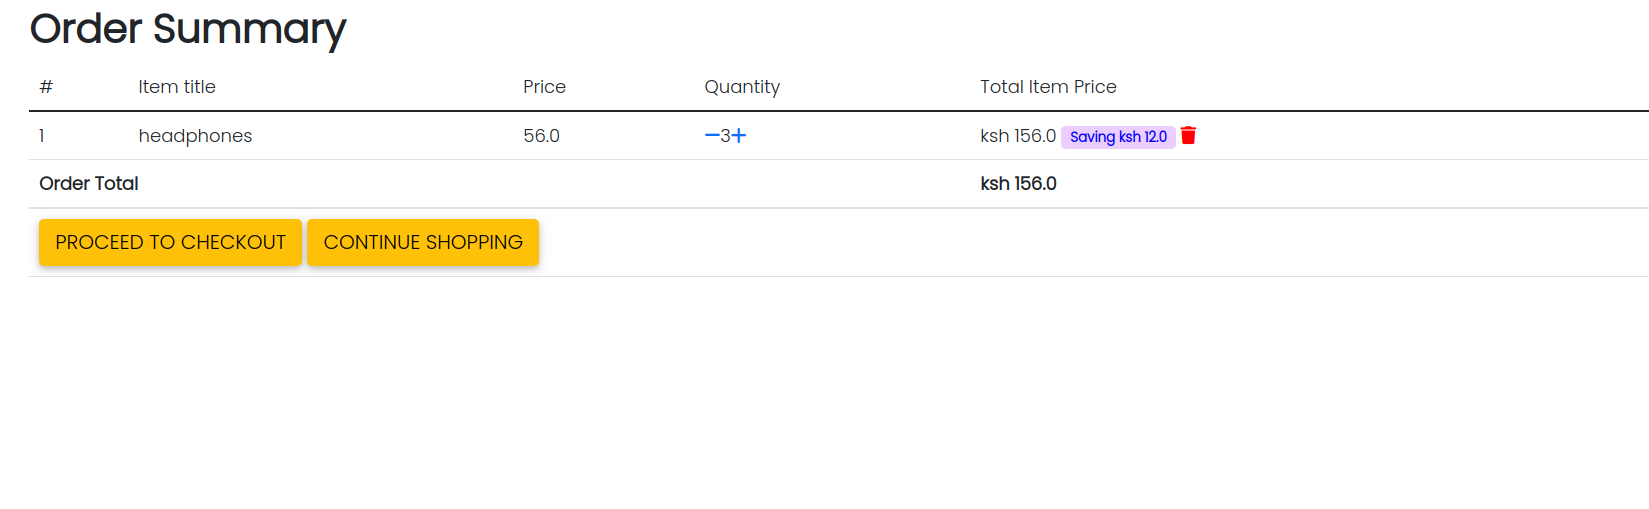 Order Summary
# Item title Price Quantity Total Item Price
1 headphones 56.0 −3+ ksh 156.0 Saving ksh 12.0
Order Total ksh 156.0
PROCEED TO CHECKOUT CONTINUE SHOPPING